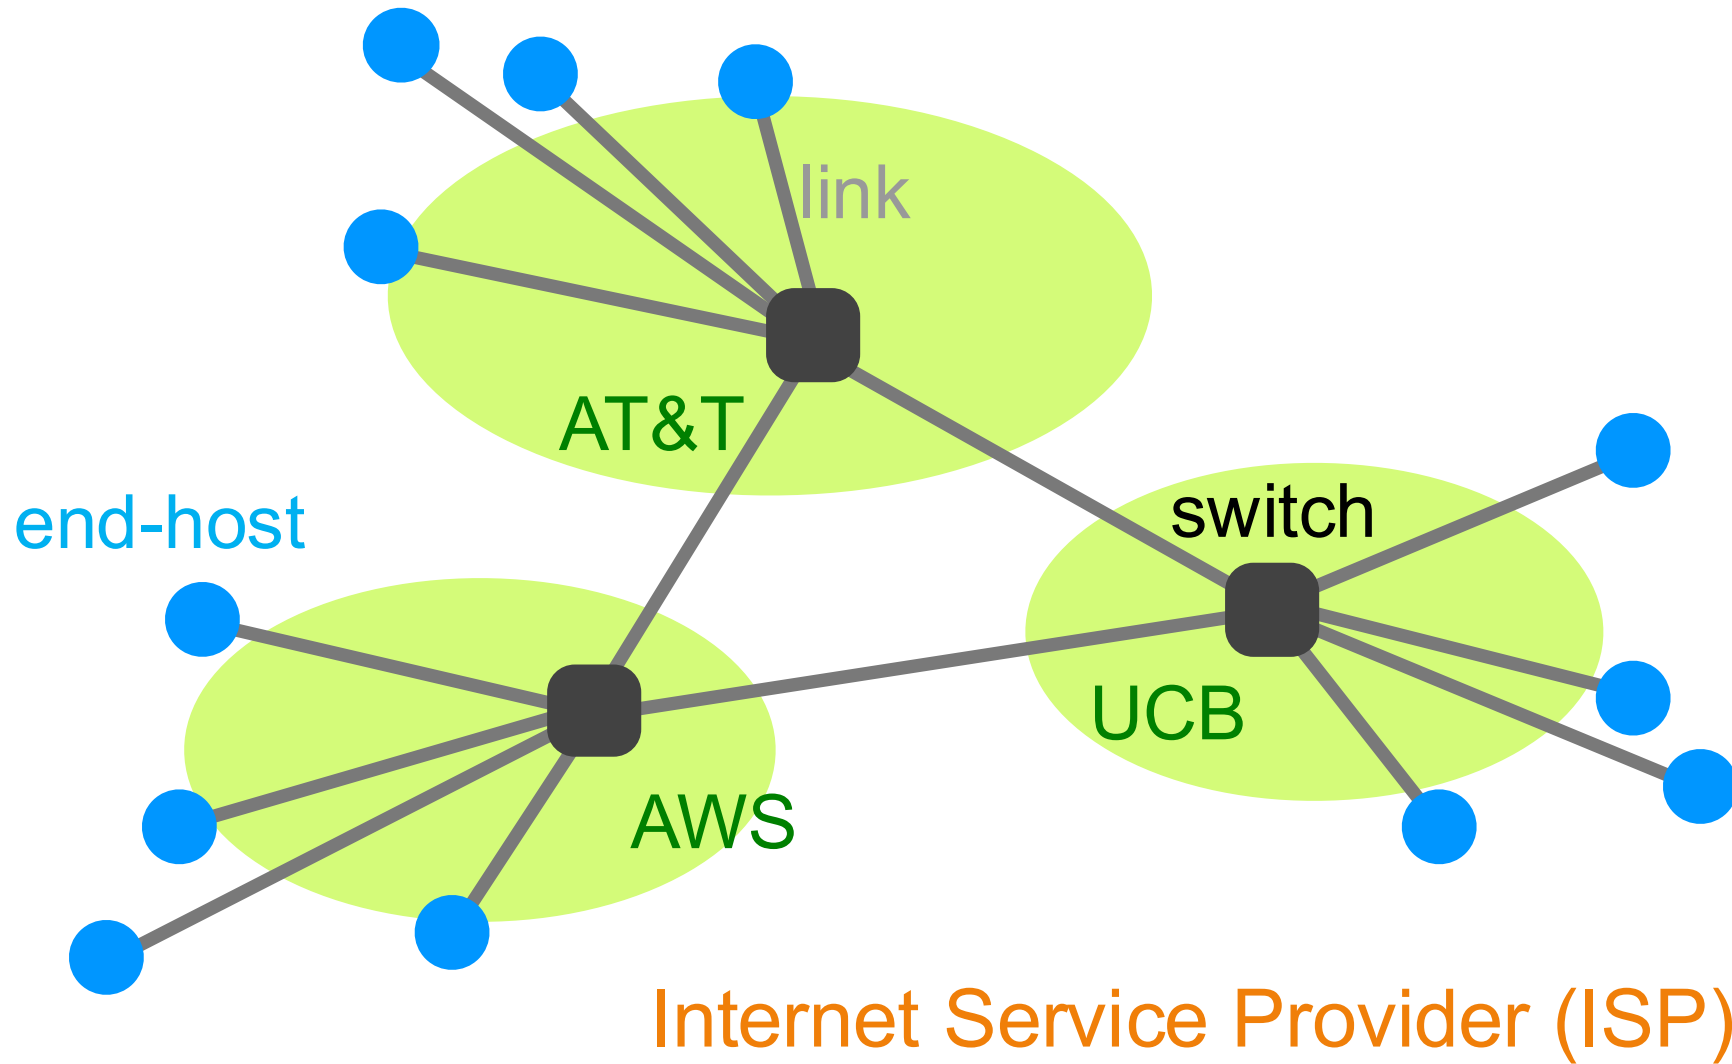 link
AT&T
end-host
switch
UCB
AWS
Internet Service Provider (ISP)